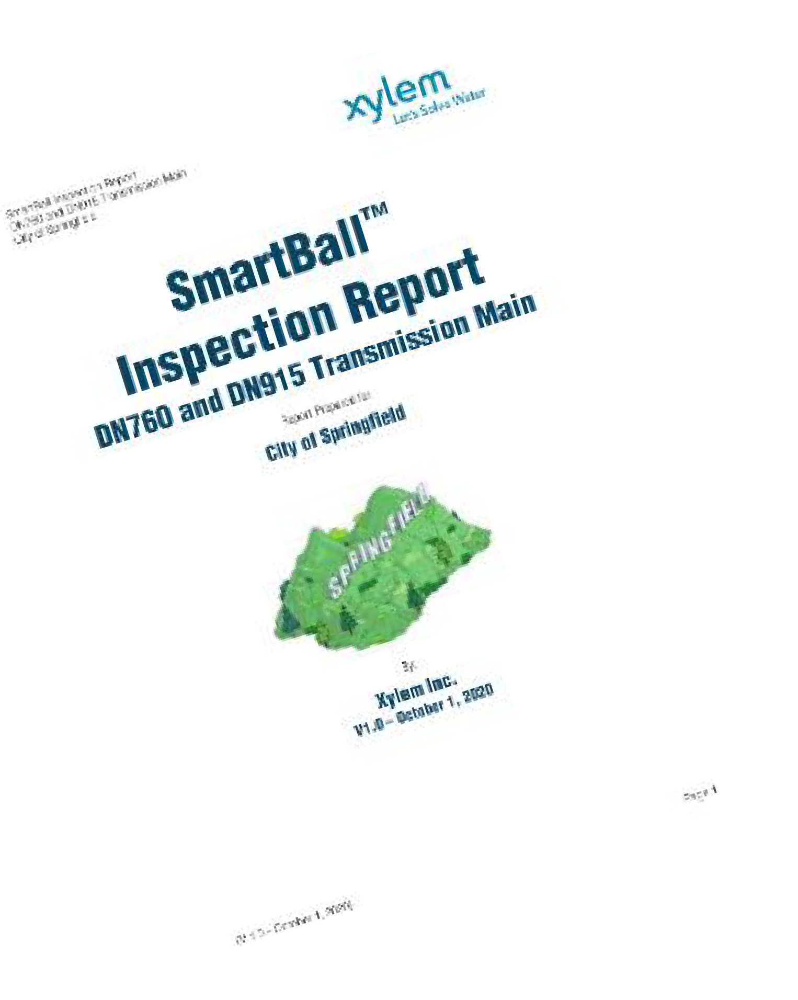 xylem
Let's Solve Water
SmartBall Inspection Report
DN760 and DN915 Transmission Main
City of Springfield
SmartBall™
Inspection Report
DN760 and DN915 Transmission Main
Report Prepared for
City of Springfield
SPRINGFIELD
By:
Xylem Inc.
V1.0 – October 1, 2020
Page 1
October 1, 2020